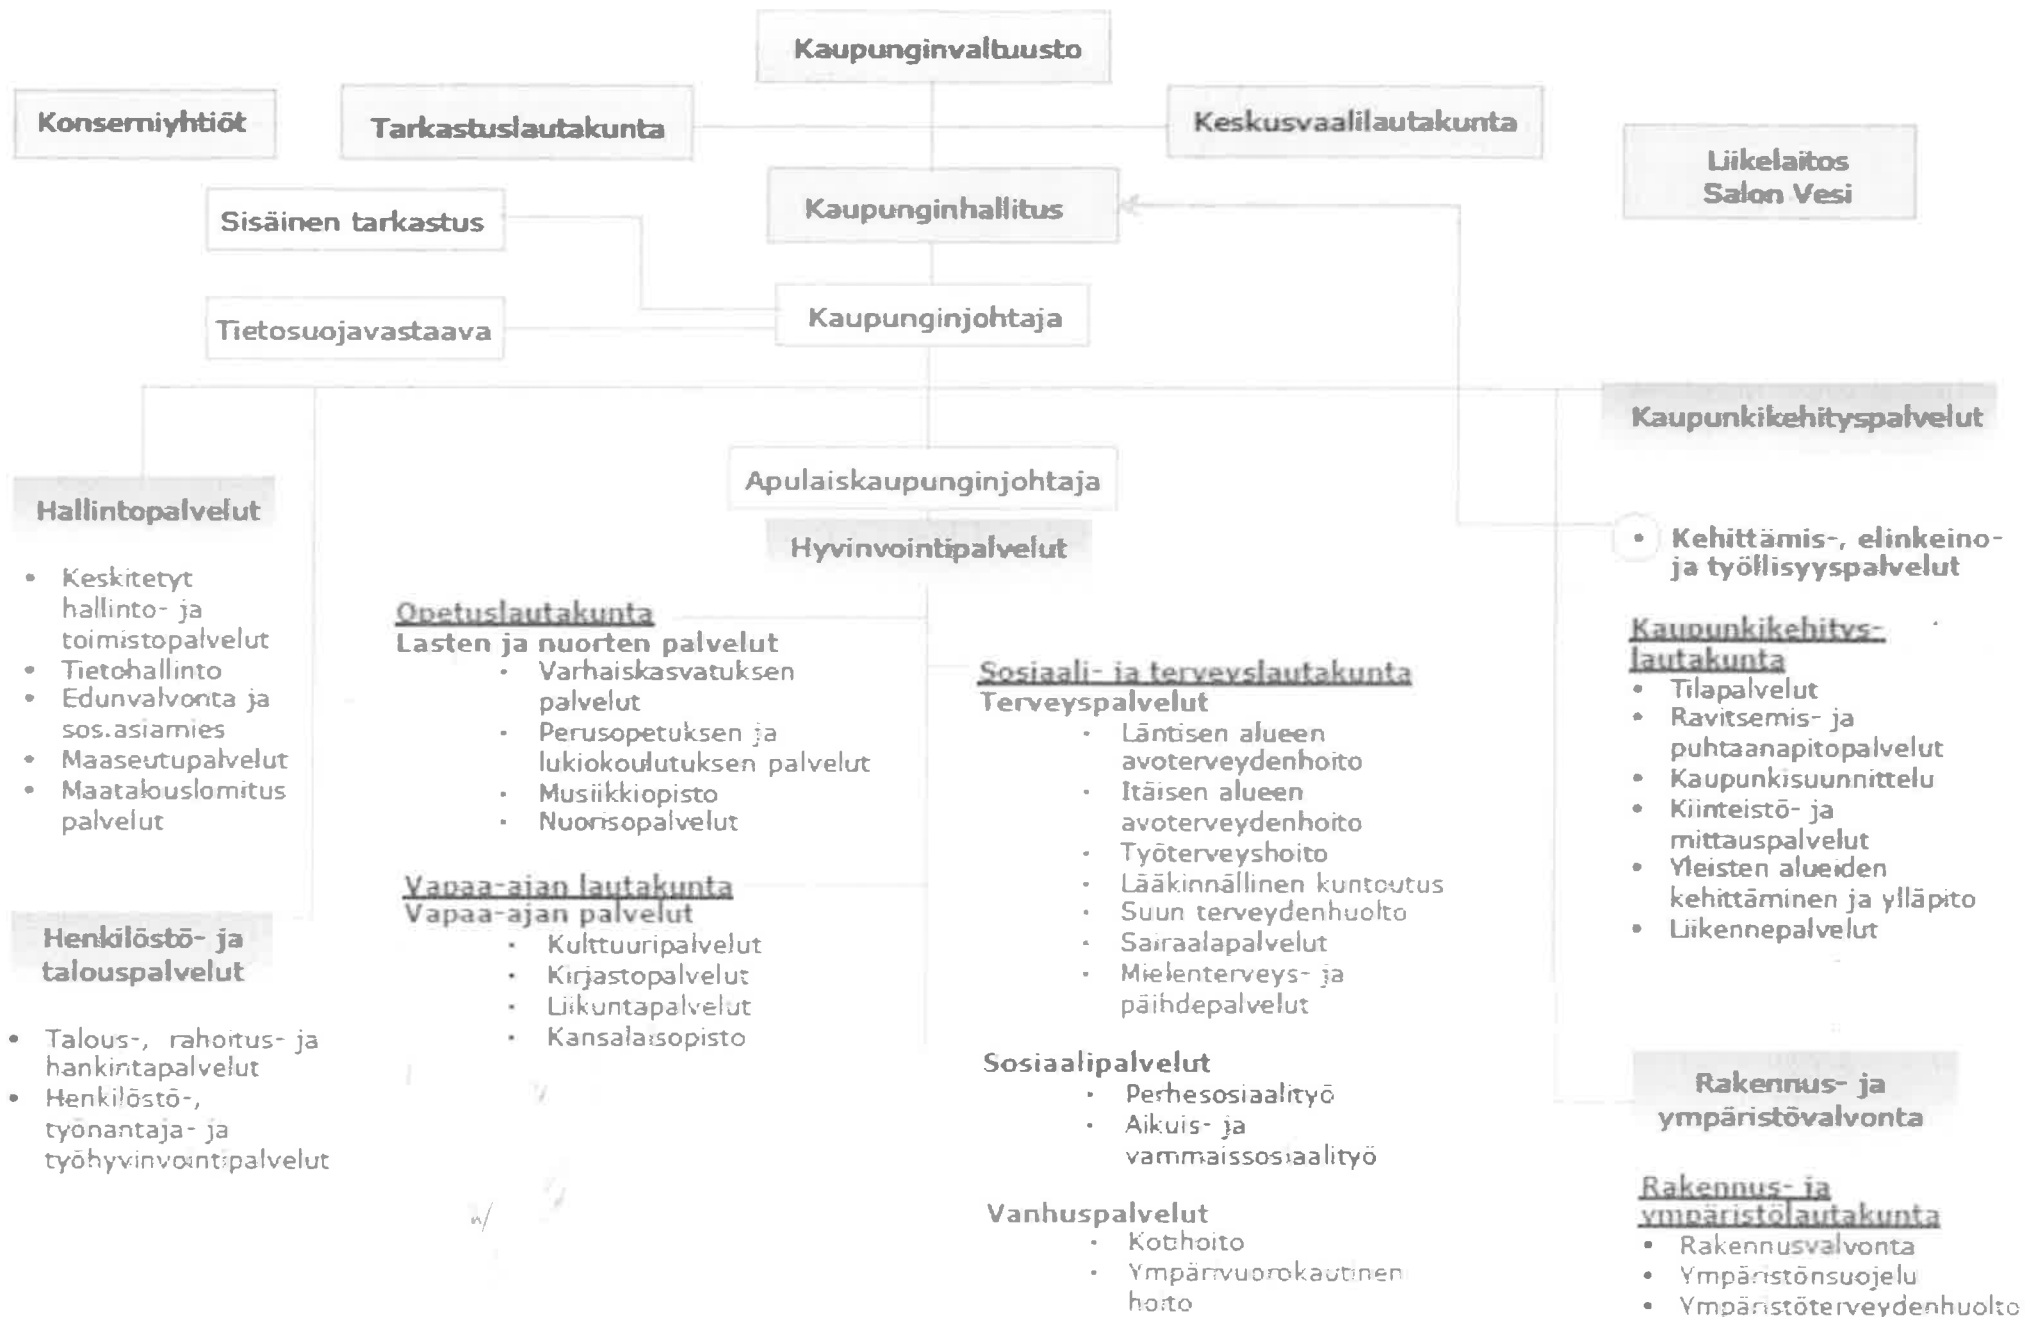 Kaupunginvaltuusto
Konserniyhtiöt
Tarkastuslautakunta
Keskusvaalilautakunta
Liikelaitos
Salon Vesi
Kaupunginhallitus
Sisäinen tarkastus
Kaupunginjohtaja
Tietosuojavastaava
Kaupunkikehityspalvelut
Apulaiskaupunginjohtaja
Hallintopalvelut
• Keskitetyt
hallinto- ja
toimistopalvelut
• Tietohallinto
• Edunvalvonta ja
sos.asiamies
• Maaseutupalvelut
• Maatalouslomitus
palvelut
Henkilöstö- ja
talouspalvelut
• Talous-, rahoitus- ja
hankintapalvelut
• Henkilöstö-,
työnantaja- ja
työhyvinvointipalvelut
Hyvinvointipalvelut
Opetuslautakunta
Lasten ja nuorten palvelut
• Varhaiskasvatuksen
palvelut
• Perusopetuksen ja
lukiokoulutuksen palvelut
• Musiikkiopisto
• Nuorisopalvelut
Vapaa-ajan lautakunta
Vapaa-ajan palvelut
• Kulttuuripalvelut
• Kirjastopalvelut
• Liikuntapalvelut
• Kansalaisopisto
Sosiaali- ja terveyslautakunta
Terveyspalvelut
• Läntisen alueen
avoterveydenhoito
• Itäisen alueen
avoterveydenhoito
• Työterveyshoito
• Lääkinnällinen kuntoutus
• Suun terveydenhuolto
• Sairaalapalvelut
• Mielenterveys- ja
päihdepalvelut
Sosiaalipalvelut
• Perhesosiaalityö
• Aikuis- ja
vammaissosiaalityö
Vanhuspalvelut
• Kotihoito
• Ympärivuorokautinen
hoito
• Kehittämis-, elinkeino-
ja työllisyyspalvelut
Kaupunkikehitys-
lautakunta
• Tilapalvelut
• Ravitsemis- ja
puhtaanapitopalvelut
• Kaupunkisuunnittelu
• Kiinteistö- ja
mittauspalvelut
• Yleisten alueiden
kehittäminen ja ylläpito
• Liikennepalvelut
Rakennus- ja
ympäristövalvonta
Rakennus- ja
ympäristölautakunta
• Rakennusvalvonta
• Ympäristönsuojelu
• Ympäristöterveydenhuolto